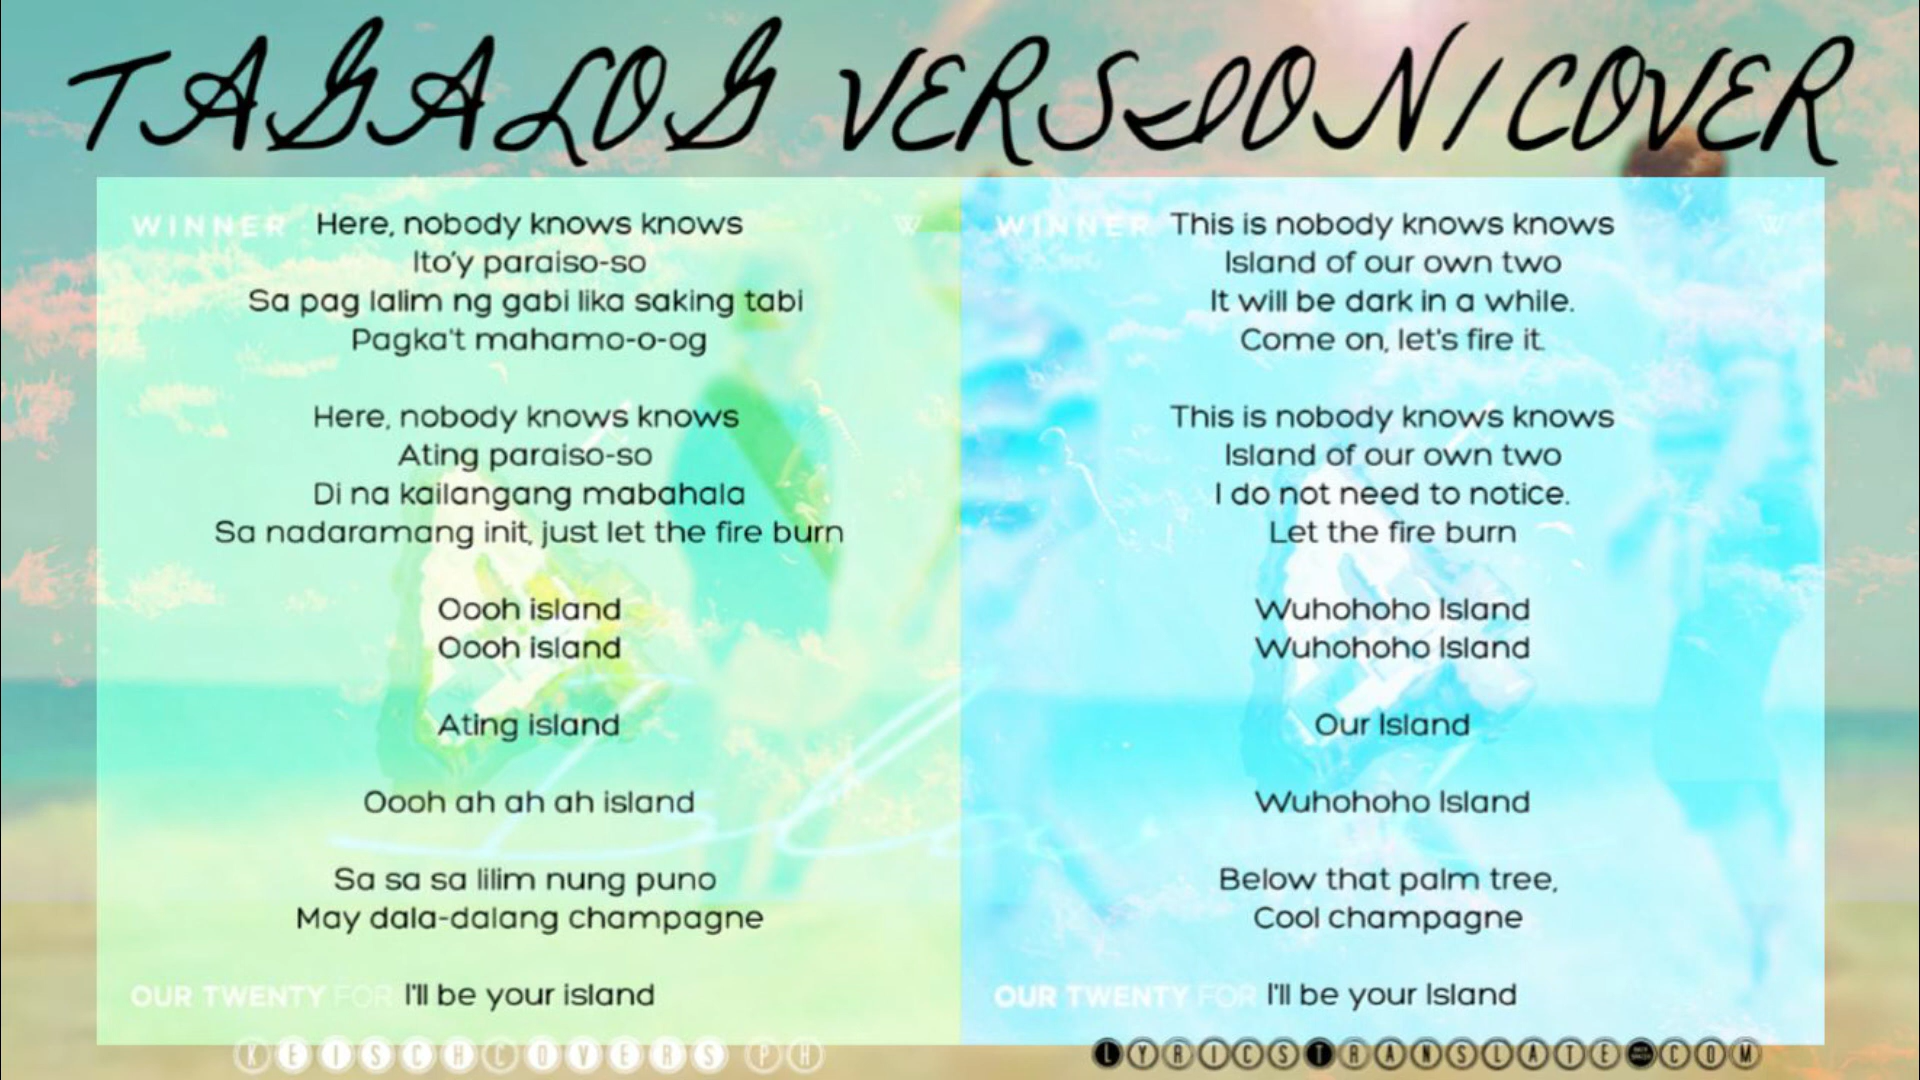 TAGALOG VERSION/COVER
WINNER
W
Here, nobody knows knows
Ito'y paraiso-so
Sa pag lalim ng gabi lika saking tabi
Pagka't mahamo-o-og
Here, nobody knows knows
Ating paraiso-so
Di na kailangang mabahala
Sa nadaramang init, just let the fire burn
Oooh island
Oooh island
Ating island
Oooh ah ah ah island
Sa sa sa lilim nung puno
May dala-dalang champagne
OUR TWENTY FOR
I'll be your island
KEISCHCOVERS PH
WINNER
W
This is nobody knows knows
Island of our own two
It will be dark in a while.
Come on, let's fire it.
This is nobody knows knows
Island of our own two
I do not need to notice.
Let the fire burn
Wuhohoho Island
Wuhohoho Island
Our Island
Wuhohoho Island
Below that palm tree,
Cool champagne
OUR TWENTY FOR
I'll be your Island
LYRICSTRANSLATE COM